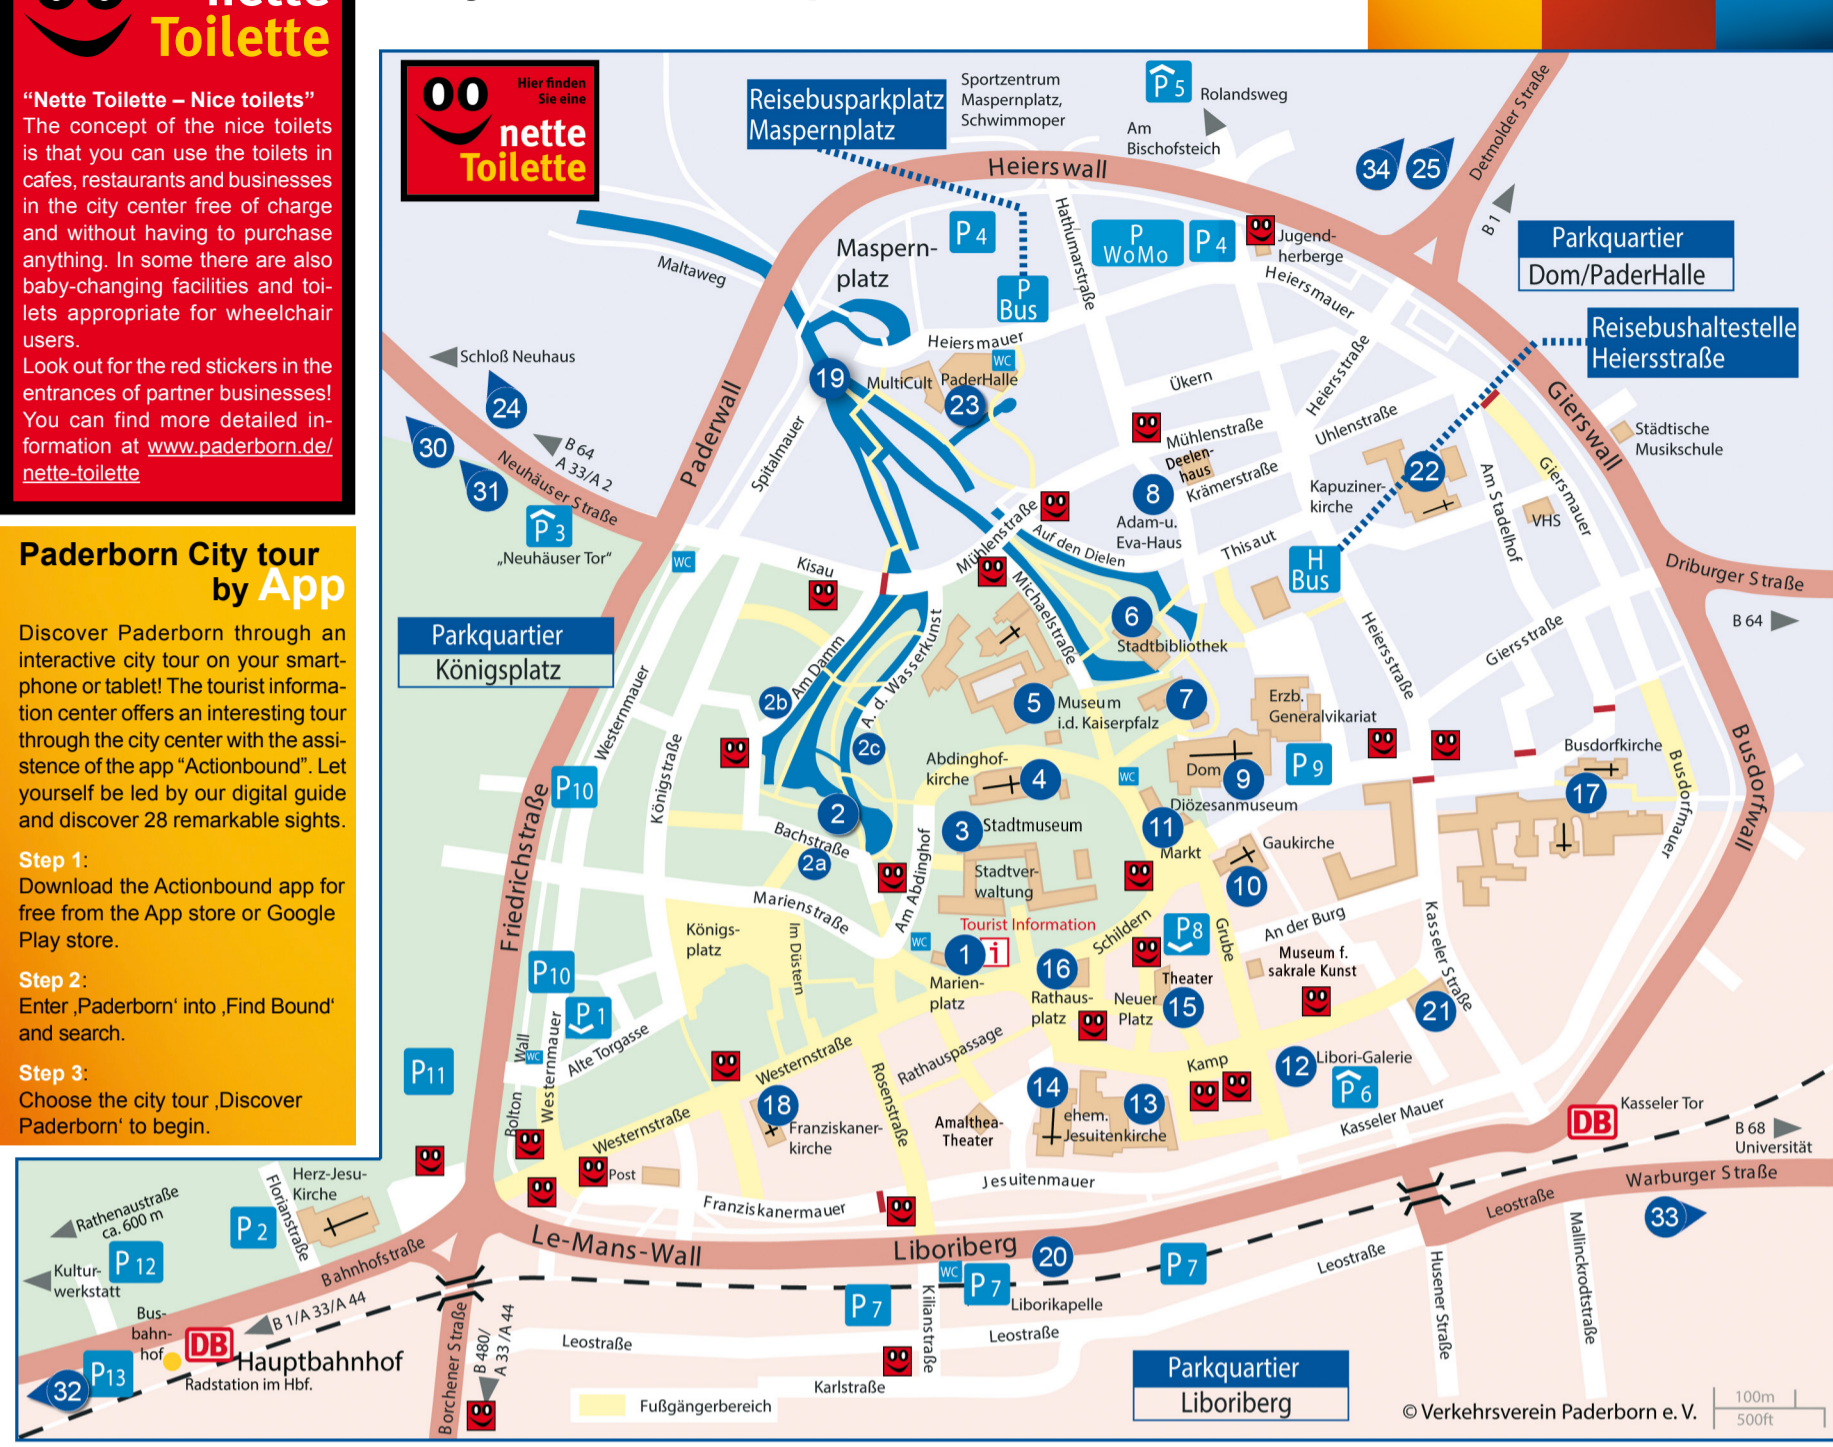 nette
Toilette
“Nette Toilette – Nice toilets”
The concept of the nice toilets
is that you can use the toilets in
cafes, restaurants and businesses
in the city center free of charge
and without having to purchase
anything. In some there are also
baby-changing facilities and toi-
lets appropriate for wheelchair
users.
Look out for the red stickers in the
entrances of partner businesses!
You can find more detailed in-
formation at www.paderborn.de/
nette-toilette
Paderborn City tour
by App
Discover Paderborn through an
interactive city tour on your smart-
phone or tablet! The tourist informa-
tion center offers an interesting tour
through the city center with the assi-
stence of the app “Actionbound”. Let
yourself be led by our digital guide
and discover 28 remarkable sights.
Step 1:
Download the Actionbound app for
free from the App store or Google
Play store.
Step 2:
Enter ‚Paderborn‘ into ‚Find Bound‘
and search.
Step 3:
Choose the city tour ‚Discover
Paderborn‘ to begin.
Hier finden
Sie eine
nette
Toilette
Reisebusparkplatz
Maspernplatz
Sportzentrum
Maspernplatz,
Schwimmoper
P5
Rolandsweg
Am
Bischofsteich
Heierswall
34
25
Detmolder Straße
B 1
Parkquartier
Dom/PaderHalle
Reisebushaltestelle
Heiersstraße
Maltaweg
Maspern-
platz
P 4
P
Bus
Hathumarstraße
P
WoMo
P 4
Jugend-
herberge
Heiersmauer
Schloß Neuhaus
24
30
31
B 64
A 33/A 2
Neuhäuser Straße
P3
„Neuhäuser Tor“
Paderwall
Spitalmauer
19
Heiersmauer
WC
MultiCult
PaderHalle
23
Ükern
Heiersstraße
Mühlenstraße
Deelen-
haus
Krämerstraße
8
Adam-u.
Eva-Haus
Uhlenstraße
Kapuziner-
kirche
22
Am Stadelhof
Giersmauer
VHS
Gierswall
Städtische
Musikschule
Thisaut
H
Bus
Driburger Straße
B 64
WC
Kisau
Mühlenstraße
Auf den Dielen
Michaelstraße
6
Stadtbibliothek
Heiersstraße
Giersstraße
Parkquartier
Königsplatz
Westernmauer
Königstraße
Am Damm
A. d. Wasserkunst
2b
2c
5
Museum
i.d. Kaiserpfalz
7
Erzb.
Generalvikariat
Abdinghof-
kirche
4
WC
Dom
9
P 9
Diözesanmuseum
Busdorfkirche
17
Busdorfmauer
Busdorfwall
P10
Friedrichstraße
2
Bachstraße
2a
Am Abdinghof
3
Stadtmuseum
Stadtver-
waltung
11
Markt
Gaukirche
10
Marienstraße
Königs-
platz
Im Düstern
WC
Tourist Information
1
i
Marien-
platz
16
Rathaus-
platz
Schildern
P8
Grube
Theater
15
Neuer
Platz
An der Burg
Museum f.
sakrale Kunst
Kasseler Straße
21
P10
P1
Wall
WC
Westernmauer
Alte Torgasse
Bolton
P11
Westernstraße
Westernstraße
18
Franziskaner-
kirche
Rosenstraße
Rathauspassage
Amalthea-
Theater
14
ehem.
Jesuitenkirche
13
Kamp
12
Libori-Galerie
P6
Kasseler Mauer
DB
Kasseler Tor
B 68
Universität
Herz-Jesu-
Kirche
Florianstraße
P 2
Rathenaustraße
ca. 600 m
P 12
Kultur-
werkstatt
Post
Franziskanermauer
Jesuitenmauer
Le-Mans-Wall
Liboriberg
20
WC
P 7
P 7
P 7
Liborikapelle
Leostraße
Leostraße
Warburger Straße
33
Mallinckrodtstraße
Husener Straße
Bahnhofstraße
Bus-
bahn-
hof
DB
Hauptbahnhof
Radstation im Hbf.
B 1/A 33/A 44
P13
32
Borchener Straße
B 480/
A 33/A 44
Leostraße
Kilianstraße
Leostraße
Karlstraße
Fußgängerbereich
Parkquartier
Liboriberg
© Verkehrsverein Paderborn e. V.
100m
500ft